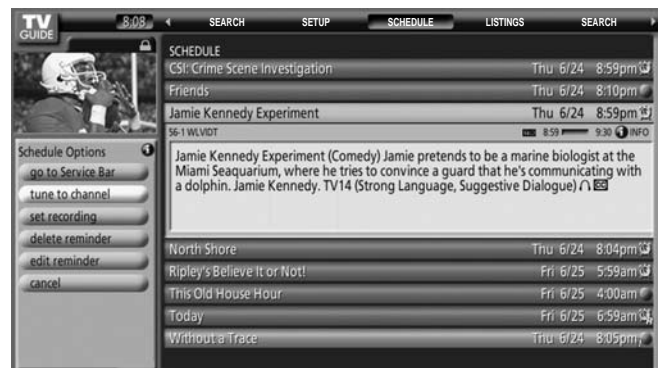 TV
GUIDE
8:08
SEARCH SETUP SCHEDULE LISTINGS SEARCH
SCHEDULE
CSI: Crime Scene Investigation Thu 6/24 8:59pm
Friends Thu 6/24 8:10pm
Jamie Kennedy Experiment Thu 6/24 8:59pm
56-1 WLVIDT 8:59 9:30 i INFO
Jamie Kennedy Experiment (Comedy) Jamie pretends to be a marine biologist at the
Miami Seaquarium, where he tries to convince a guard that he's communicating with
a dolphin. Jamie Kennedy. TV14 (Strong Language, Suggestive Dialogue)
Schedule Options i
go to Service Bar
tune to channel
set recording
delete reminder
edit reminder
cancel
North Shore Thu 6/24 8:04pm
Ripley's Believe It or Not! Fri 6/25 5:59am
This Old House Hour Fri 6/25 4:00am
Today Fri 6/25 6:59am
Without a Trace Thu 6/24 8:05pm